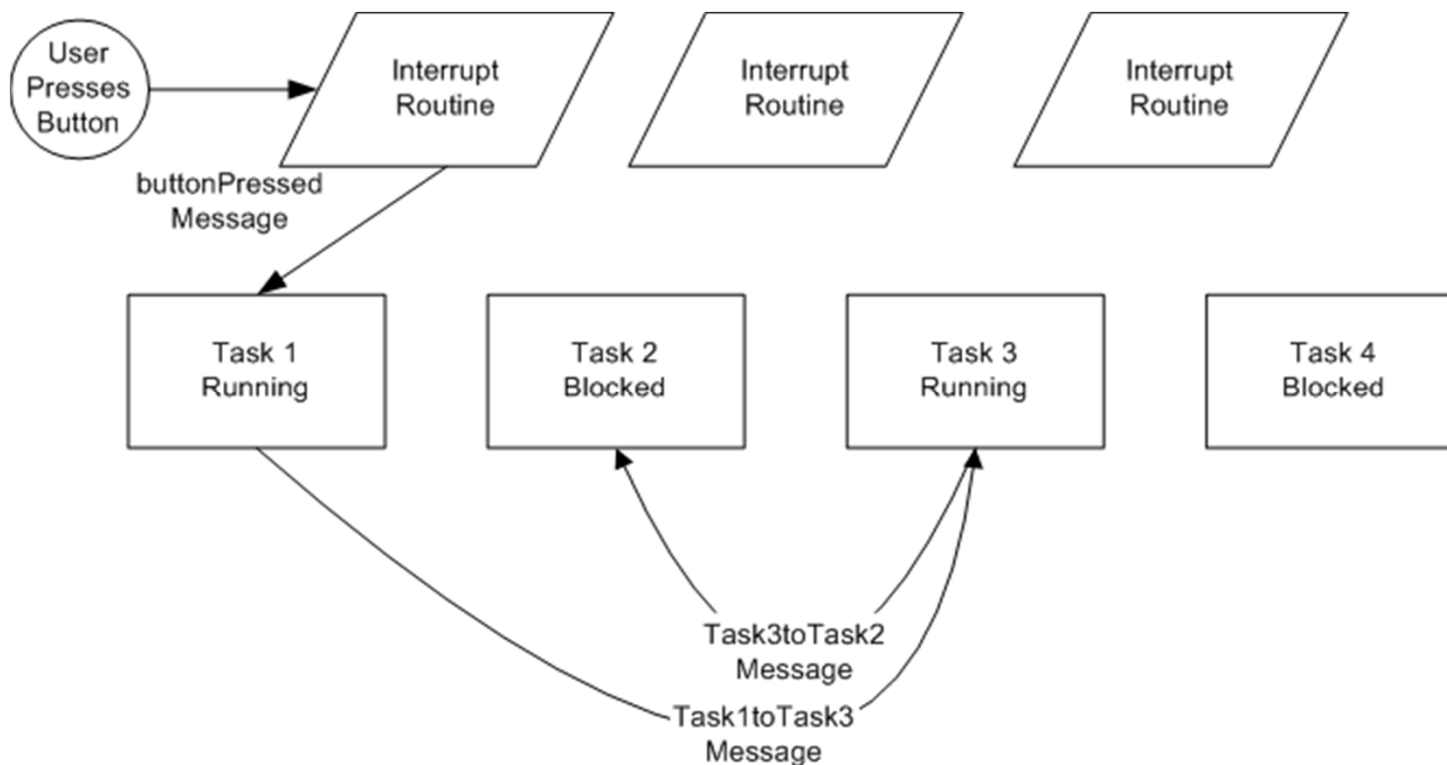 User
Presses
Button
Interrupt
Routine
Interrupt
Routine
Interrupt
Routine
buttonPressed
Message
Task 1
Running
Task 2
Blocked
Task 3
Running
Task 4
Blocked
Task3toTask2
Message
Task1toTask3
Message